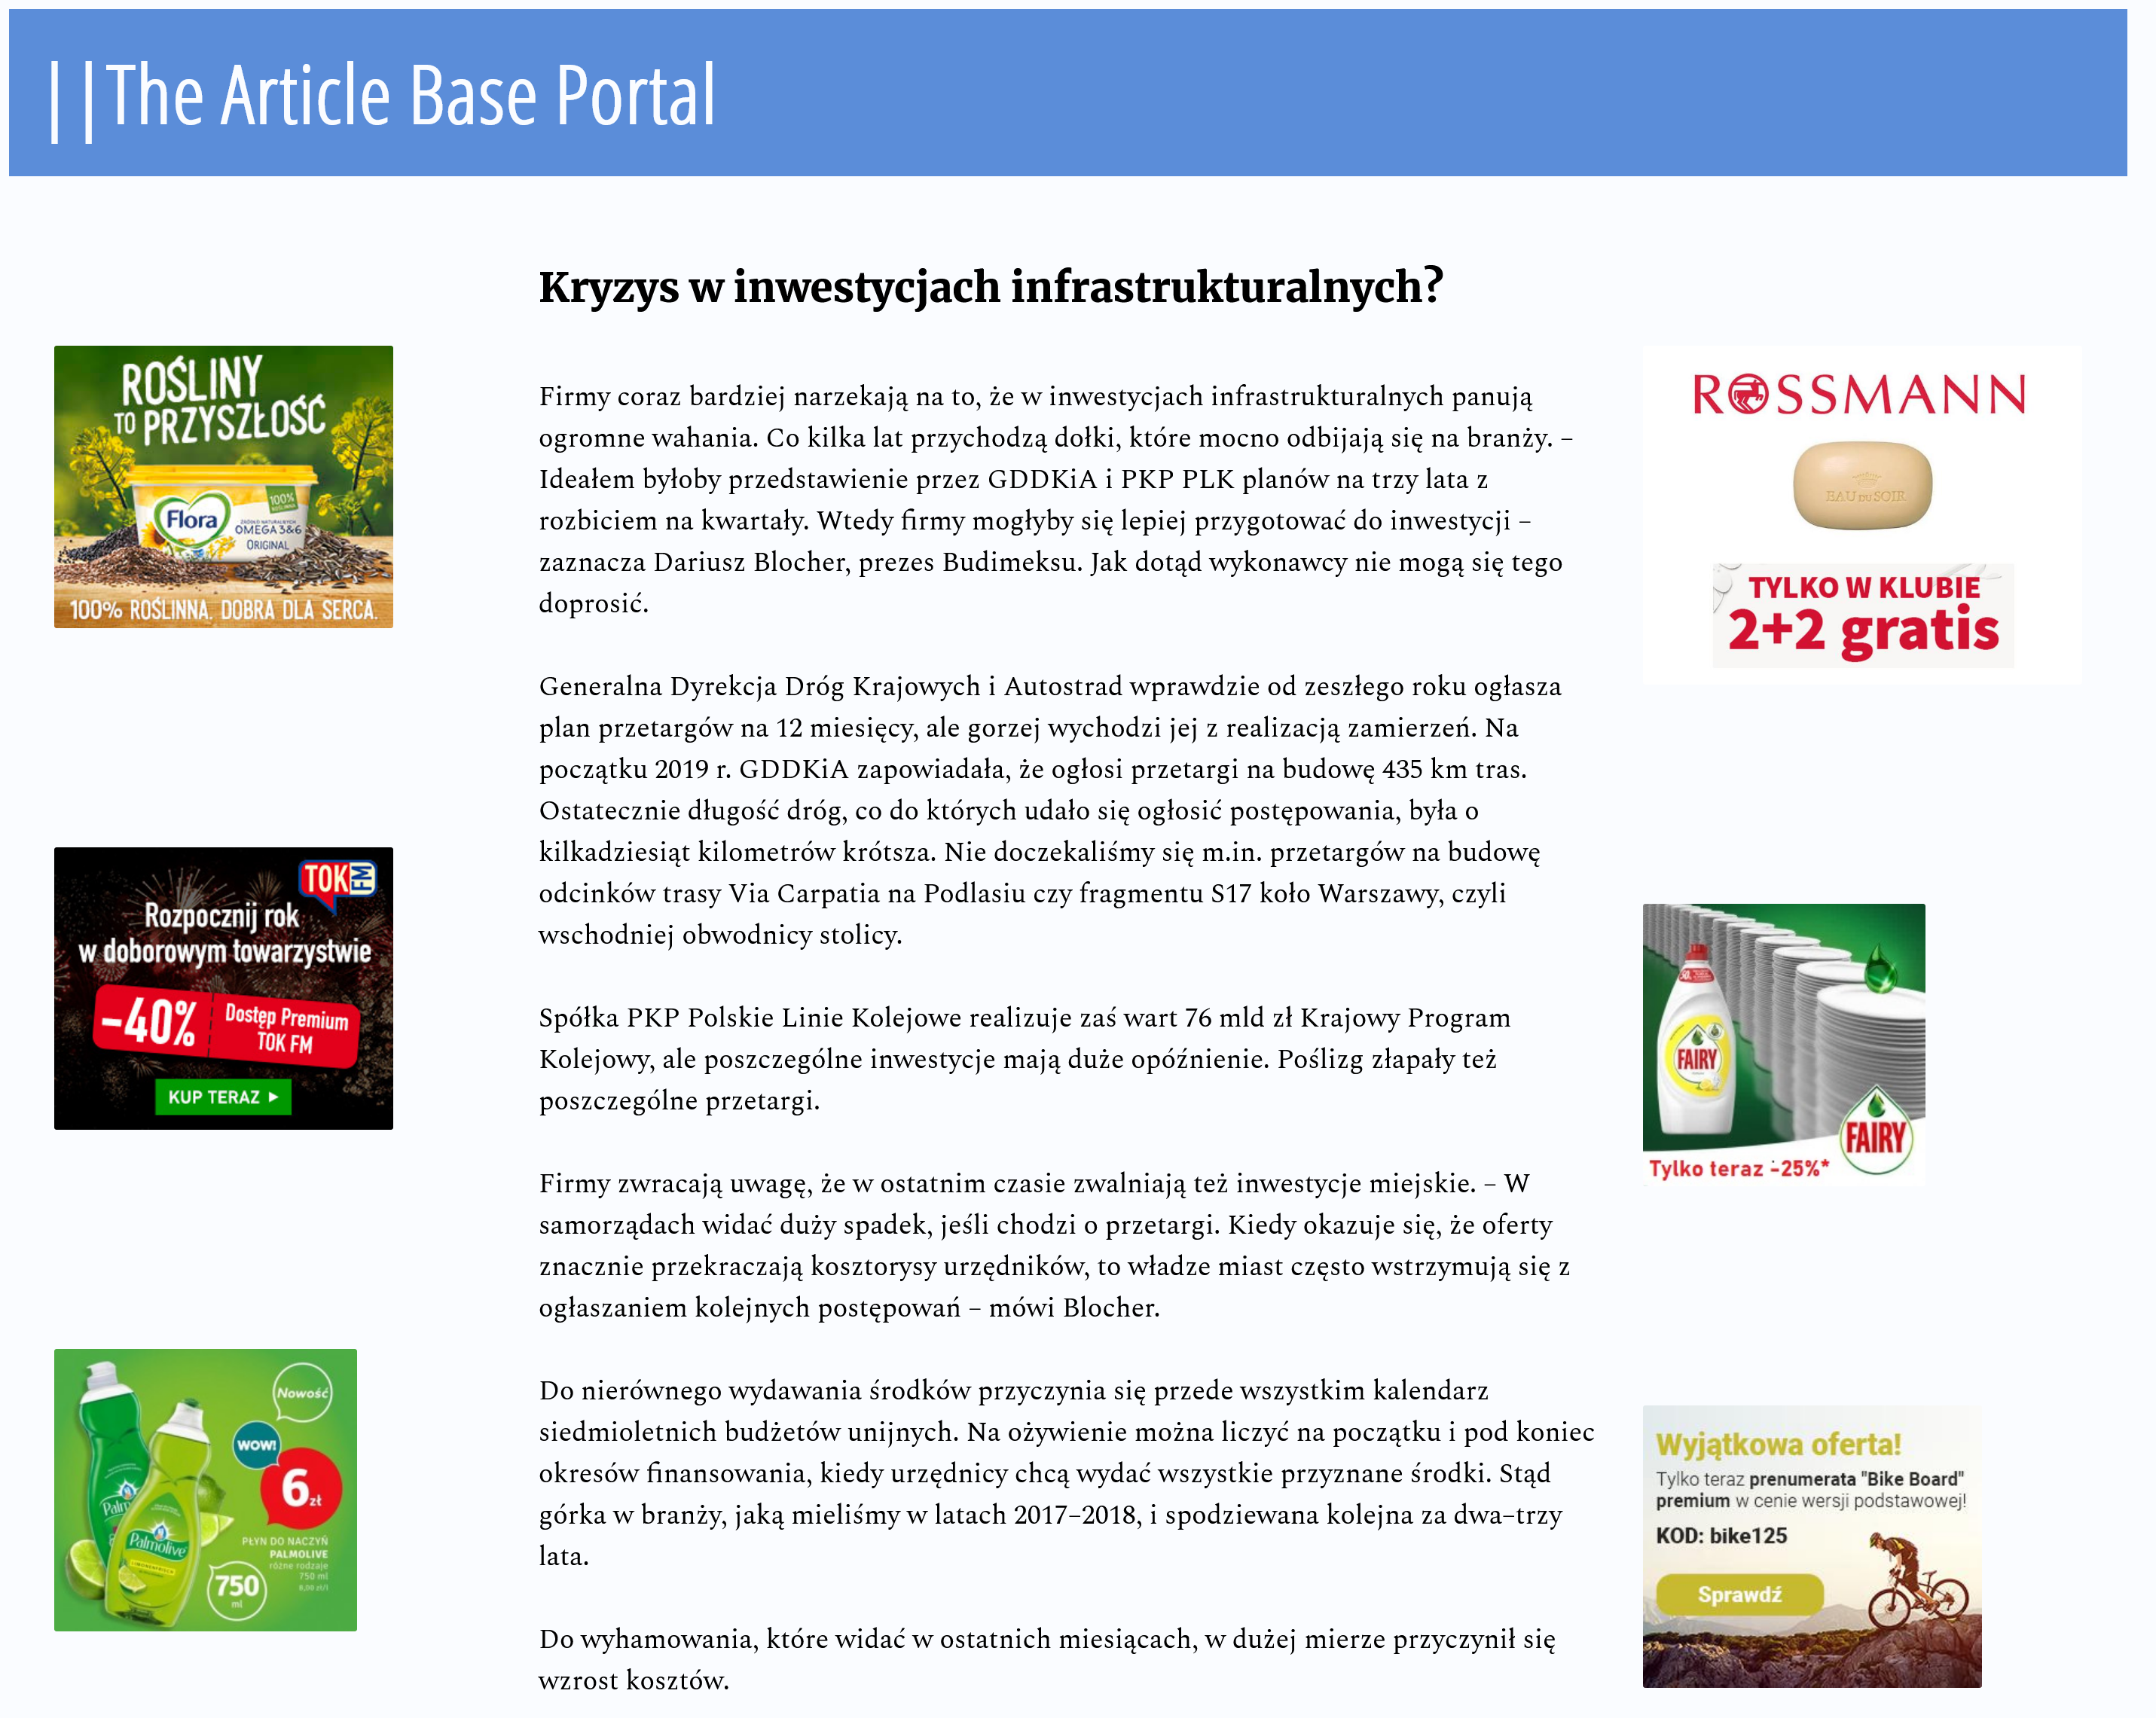 ||The Article Base Portal
Kryzys w inwestycjach infrastrukturalnych?
Firmy coraz bardziej narzekają na to, że w inwestycjach infrastrukturalnych panują
ogromne wahania. Co kilka lat przychodzą dołki, które mocno odbijają się na branży. –
Ideałem byłoby przedstawienie przez GDDKiA i PKP PLK planów na trzy lata z
rozbiciem na kwartały. Wtedy firmy mogłyby się lepiej przygotować do inwestycji –
zaznacza Dariusz Blocher, prezes Budimeksu. Jak dotąd wykonawcy nie mogą się tego
doprosić.
Generalna Dyrekcja Dróg Krajowych i Autostrad wprawdzie od zeszłego roku ogłasza
plan przetargów na 12 miesięcy, ale gorzej wychodzi jej z realizacją zamierzeń. Na
początku 2019 r. GDDKiA zapowiadała, że ogłosi przetargi na budowę 435 km tras.
Ostatecznie długość dróg, co do których udało się ogłosić postępowania, była o
kilkadziesiąt kilometrów krótsza. Nie doczekaliśmy się m.in. przetargów na budowę
odcinków trasy Via Carpatia na Podlasiu czy fragmentu S17 koło Warszawy, czyli
wschodniej obwodnicy stolicy.
Spółka PKP Polskie Linie Kolejowe realizuje zaś wart 76 mld zł Krajowy Program
Kolejowy, ale poszczególne inwestycje mają duże opóźnienie. Poślizg złapały też
poszczególne przetargi.
Firmy zwracają uwagę, że w ostatnim czasie zwalniają też inwestycje miejskie. – W
samorządach widać duży spadek, jeśli chodzi o przetargi. Kiedy okazuje się, że oferty
znacznie przekraczają kosztorysy urzędników, to władze miast często wstrzymują się z
ogłaszaniem kolejnych postępowań – mówi Blocher.
Do nierównego wydawania środków przyczynia się przede wszystkim kalendarz
siedmioletnich budżetów unijnych. Na ożywienie można liczyć na początku i pod koniec
okresów finansowania, kiedy urzędnicy chcą wydać wszystkie przyznane środki. Stąd
górka w branży, jaką mieliśmy w latach 2017–2018, i spodziewana kolejna za dwa–trzy
lata.
Do wyhamowania, które widać w ostatnich miesiącach, w dużej mierze przyczynił się
wzrost kosztów.
ROŚLINY
TO PRZYSZŁOŚĆ
100%
ROŚLINNA
Flora
ŹRÓDŁO NATURALNYCH
OMEGA 3&6
ORIGINAL
100% ROŚLINNA. DOBRA DLA SERCA.
TOK FM
Rozpocznij rok
w doborowym towarzystwie
-40%
Dostęp Premium
TOK FM
KUP TERAZ
Nowość
WOW!
6 zł
Palmolive
PŁYN DO NACZYŃ
PALMOLIVE
różne rodzaje
750 ml
8,00 zł/l
750
ml
ROSSMANN
EAU DU SOIR
TYLKO W KLUBIE
2+2 gratis
FAIRY
FAIRY
Tylko teraz -25%*
Wyjątkowa oferta!
Tylko teraz prenumerata "Bike Board"
premium w cenie wersji podstawowej!
KOD: bike125
Sprawdź